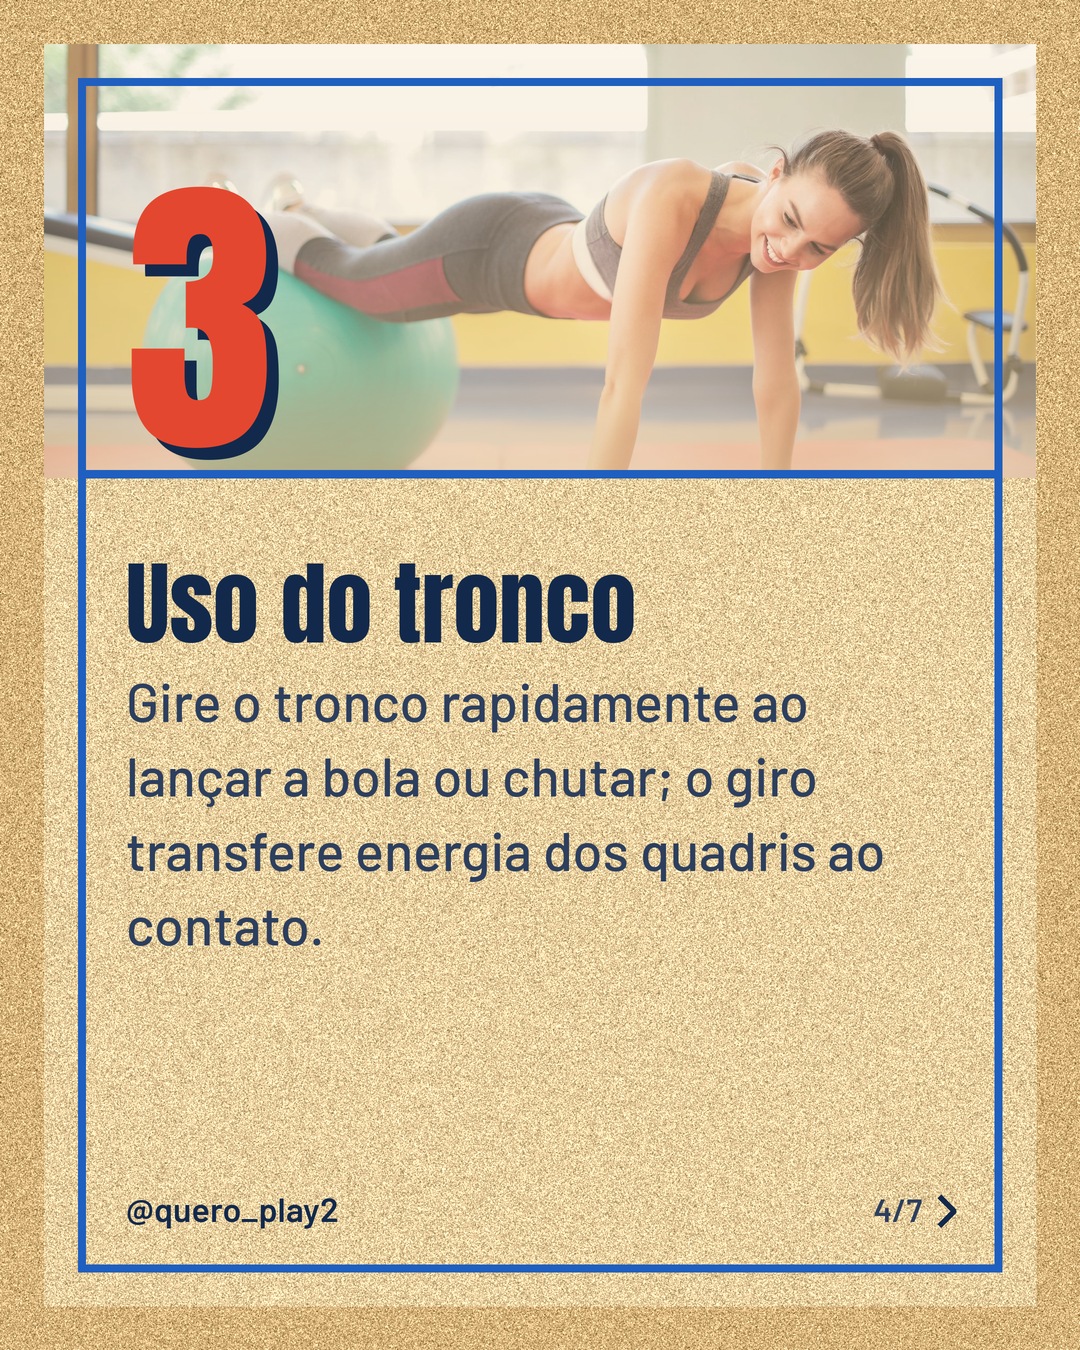 3
Uso do tronco
Gire o tronco rapidamente ao
lançar a bola ou chutar; o giro
transfere energia dos quadris ao
contato.
@quero_play2
4/7